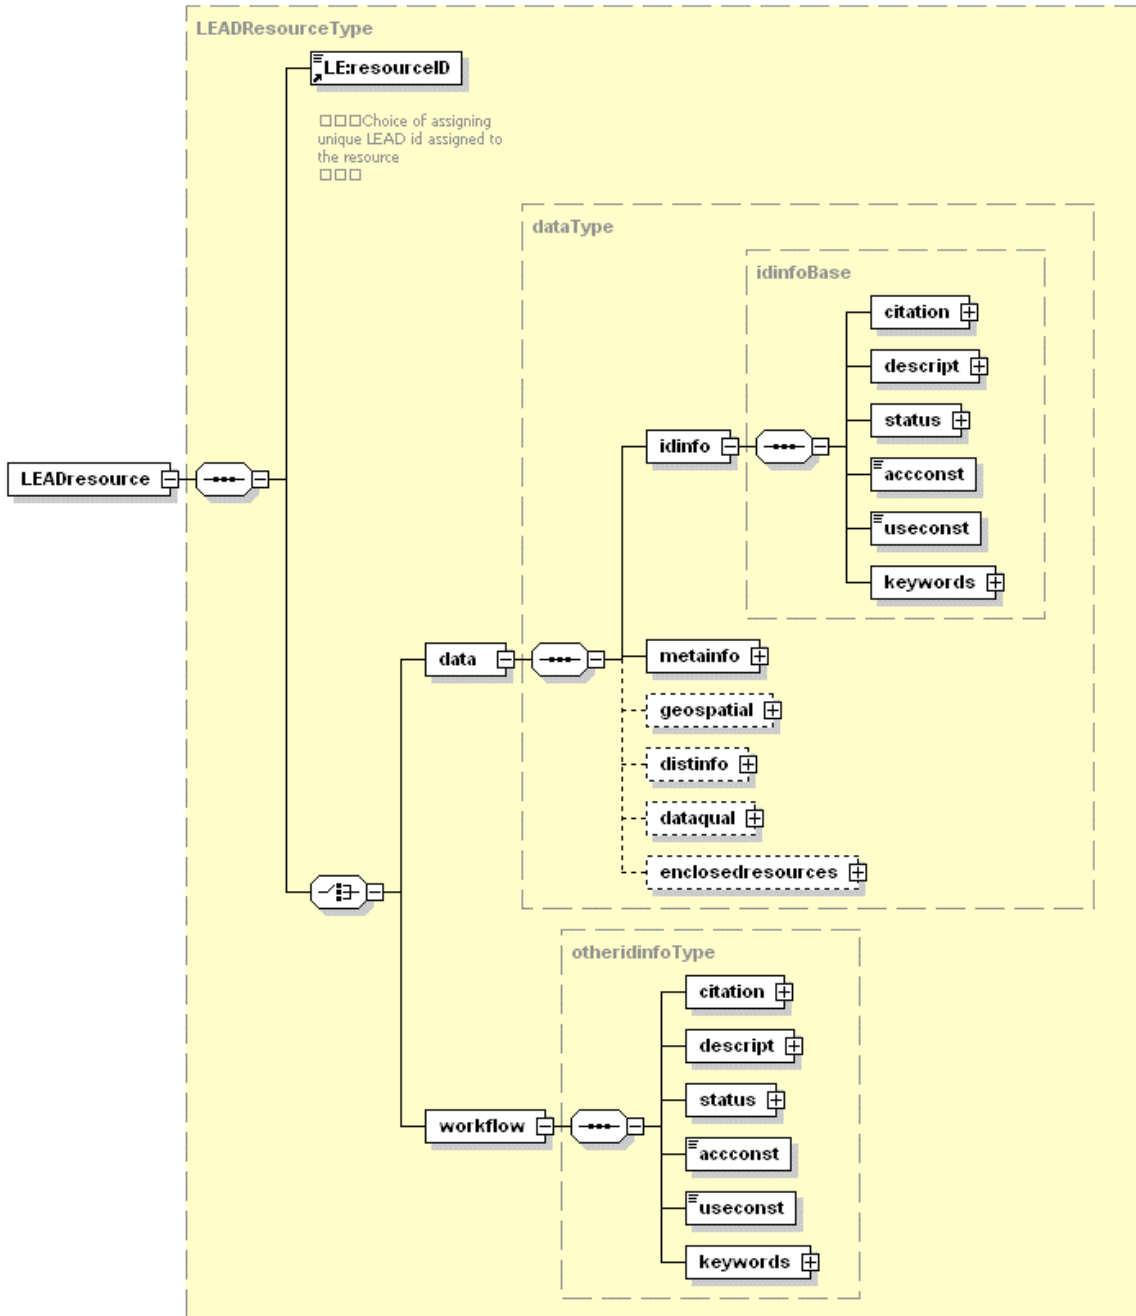 LEADResourceType
LE:resourceID
Choice of assigning
unique LEAD id assigned to
the resource
dataType
idinfoBase
citation
descript
status
accconst
useconst
keywords
idinfo
LEADresource
data
metainfo
geospatial
distinfo
dataqual
enclosedresources
otheridinfoType
citation
descript
status
accconst
useconst
keywords
workflow